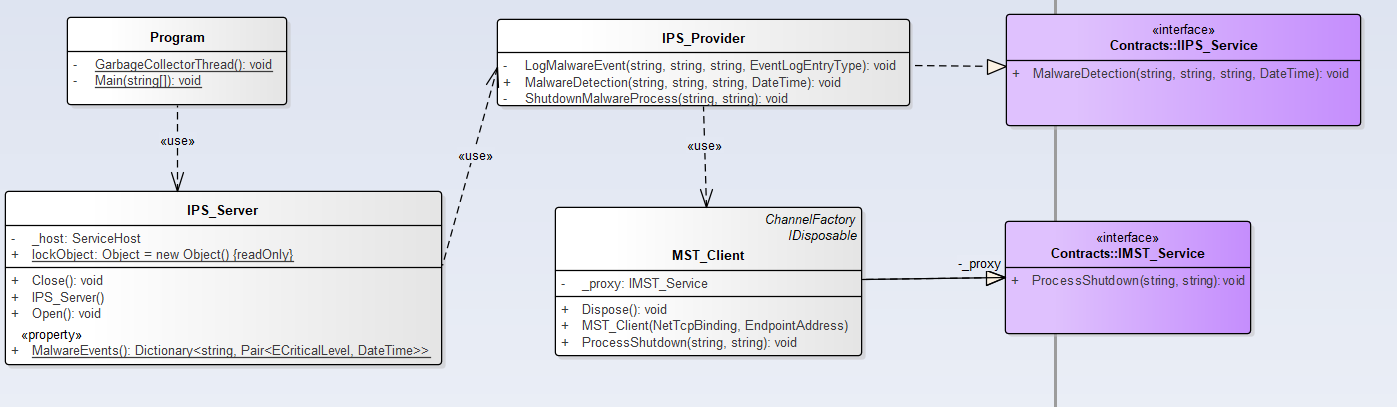 Program
- GarbageCollectorThread(): void
- Main(string[]): void
«use»
IPS_Server
- _host: ServiceHost
+ lockObject: Object = new Object() {readOnly}
+ Close(): void
+ IPS_Server()
+ Open(): void
«property»
+ MalwareEvents(): Dictionary<string, Pair<ECriticalLevel, DateTime>>
«use»
IPS_Provider
- LogMalwareEvent(string, string, string, EventLogEntryType): void
+ MalwareDetection(string, string, string, DateTime): void
- ShutdownMalwareProcess(string, string): void
«use»
ChannelFactory
IDisposable
MST_Client
- _proxy: IMST_Service
+ Dispose(): void
+ MST_Client(NetTcpBinding, EndpointAddress)
+ ProcessShutdown(string, string): void
«interface»
Contracts::IIPS_Service
+ MalwareDetection(string, string, string, DateTime): void
-_proxy
«interface»
Contracts::IMST_Service
+ ProcessShutdown(string, string): void